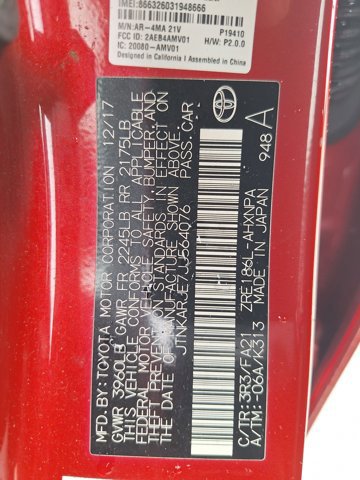 IMEI:866326031948666
M/N:AR-4MA 21V P19410
FCC ID: 2AEB4AMV01 H/W: P2.0.0
IC: 20080-AMV01
Designed in California I Assembled in China
MFD.BY:TOYOTA MOTOR CORPORATION 12/17
GVWR 3960LB GAWR FR 2245LB RR 2175LB
THIS VEHICLE CONFORMS TO ALL APPLICABLE
FEDERAL MOTOR VEHICLE SAFETY,BUMPER,AND
THEFT PREVENTION STANDARDS IN EFFECT ON
THE DATE OF MANUFACTURE SHOWN ABOVE.
JTNKARJE7JJ564076 PASS.CAR
TOYOTA
ZRE186L-AHXNPA
C/TR:3R3/FA21 MADE IN JAPAN
A/TM:-06A/K313 948 A